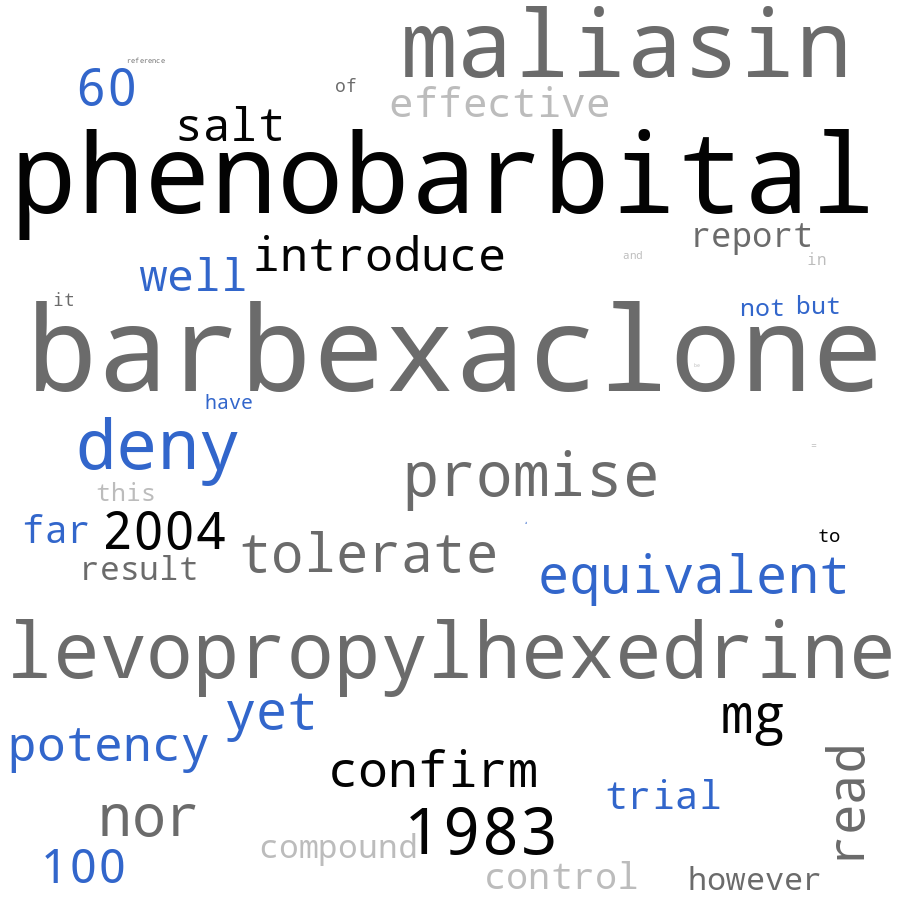 maliasin
reference
60
of
effective
salt
phenobarbital
report
introduce
and
in
well
it
not but
barbexaclone
have
deny
=
promise
this
far 2004
to
tolerate
result
equivalent
levopropylhexedrine
yet
mg
potency
confirm
read
trial
nor
1983
compound
100
control
however